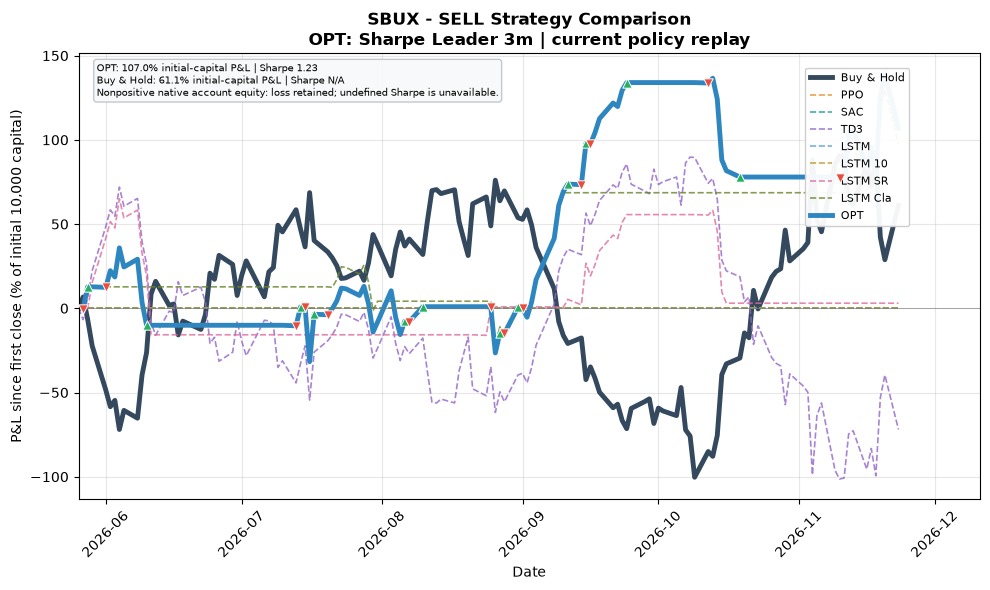 SBUX - SELL Strategy Comparison
OPT: Sharpe Leader 3m | current policy replay
OPT: 107.0% initial-capital P&L | Sharpe 1.23
Buy & Hold: 61.1% initial-capital P&L | Sharpe N/A
Nonpositive native account equity: loss retained; undefined Sharpe is unavailable.
Buy & Hold
PPO
SAC
TD3
LSTM
LSTM 10
LSTM SR
LSTM Cla
OPT
P&L since first close (% of initial 10,000 capital)
150
100
50
0
−50
−100
2026-06
2026-07
2026-08
2026-09
2026-10
2026-11
2026-12
Date